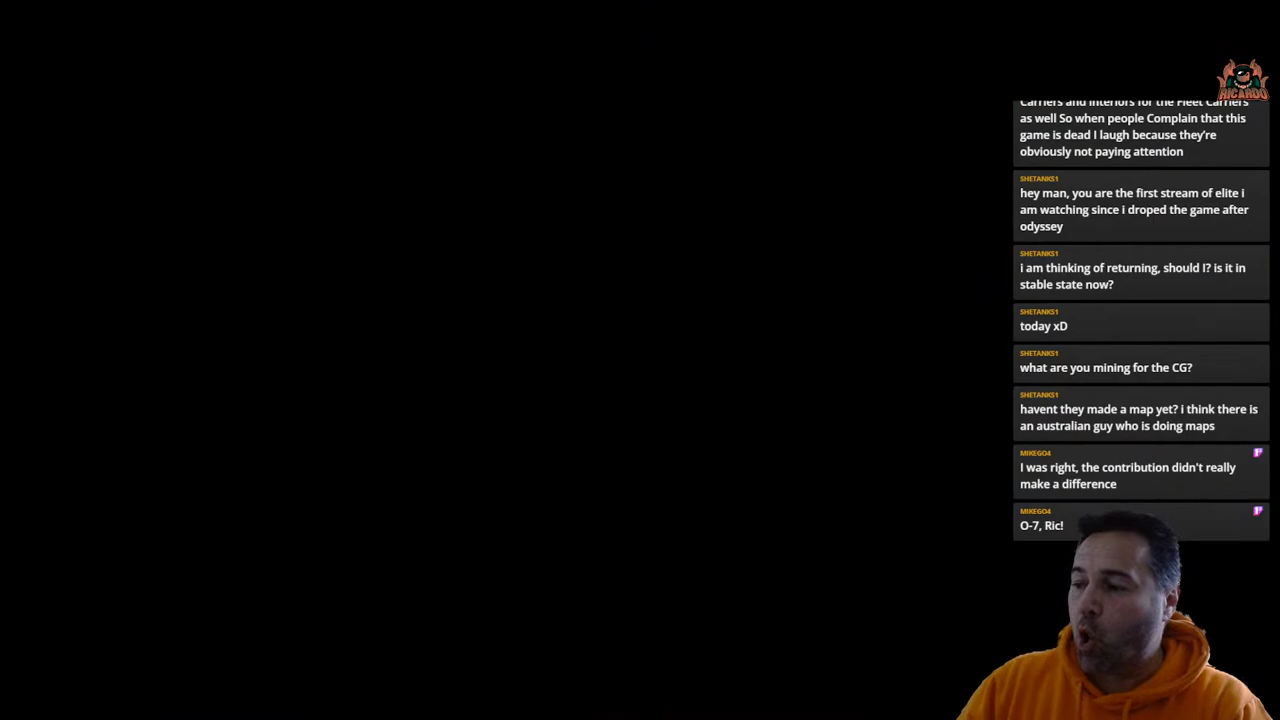 RICARDO
Carriers and interiors for the Fleet Carriers
as well So when people Complain that this
game is dead I laugh because they're
obviously not paying attention
SHETANKS1
hey man, you are the first stream of elite i
am watching since i droped the game after
odyssey
SHETANKS1
i am thinking of returning, should I? is it in
stable state now?
SHETANKS1
today xD
SHETANKS1
what are you mining for the CG?
SHETANKS1
havent they made a map yet? i think there is
an australian guy who is doing maps
MIKEGO4
I was right, the contribution didn't really
make a difference
MIKEGO4
O-7, Ric!